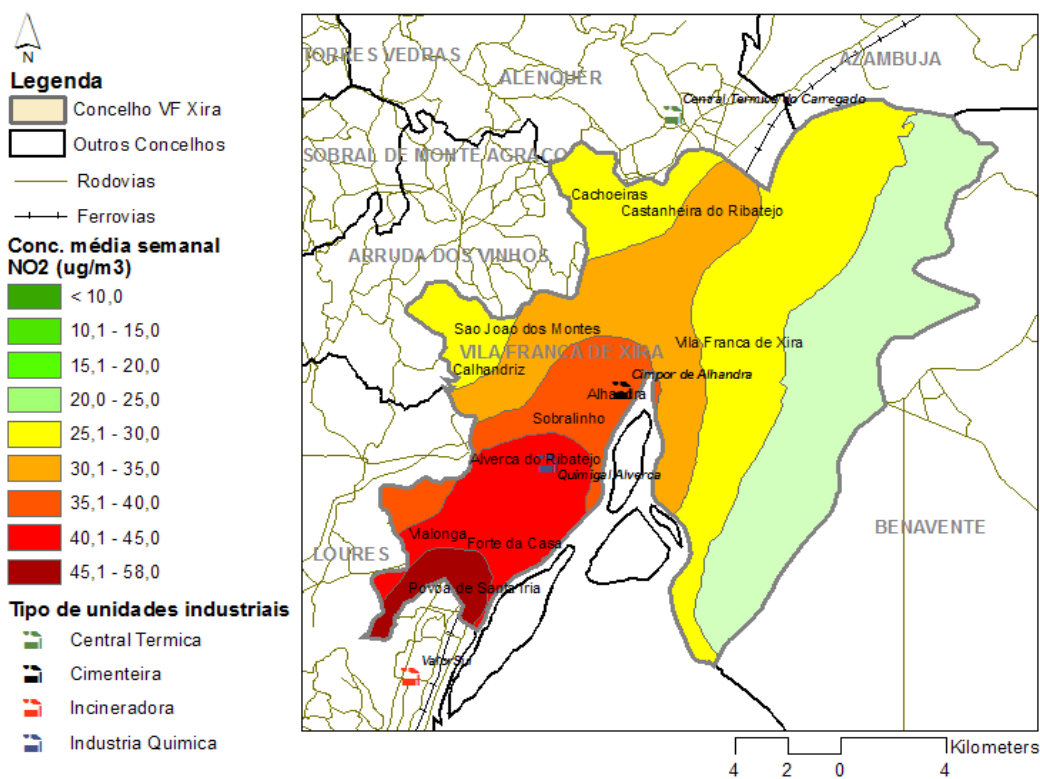 N
Legenda
Concelho VF Xira
Outros Concelhos
Rodovias
Ferrovias
Conc. média semanal
NO2 (ug/m3)
< 10,0
10,1 - 15,0
15,1 - 20,0
20,0 - 25,0
25,1 - 30,0
30,1 - 35,0
35,1 - 40,0
40,1 - 45,0
45,1 - 58,0
Tipo de unidades industriais
Central Termica
Cimenteira
Incineradora
Industria Quimica
TORRES VEDRAS
ALENQUER
AZAMBUJA
Central Termica do Carregado
SOBRAL DE MONTE AGRAÇO
Cachoeiras
Castanheira do Ribatejo
ARRUDA DOS VINHOS
Sao Joao dos Montes
VILA FRANCA DE XIRA
Vila Franca de Xira
Calhandriz
Cimpor de Alhandra
Alhandra
Sobralinho
Alverca do Ribatejo
Quimigal Alverca
BENAVENTE
Vialonga
Forte da Casa
LOURES
Povoa de Santa Iria
ValorSul
Kilometers
4 2 0 4